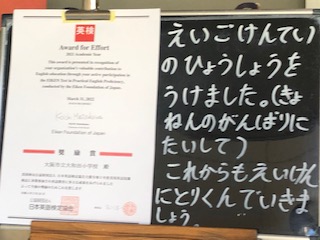 英検
Award for Effort
2021 Academic Year
This award is presented in recognition of
your organization's valuable contribution to
English education through your active participation in
the EIKEN Test in Practical English Proficiency,
conducted by the Eiken Foundation of Japan.
March 11, 2022
Eiken Foundation of Japan
奨励賞
大阪市立大和田小学校 殿
日本英語検定協会
えいごけんてい
のひょうしょうを
うけました。(きょ
ねんのがんばりに
たいして)
これからもえいけん
にとりくんでいきま
しょう。